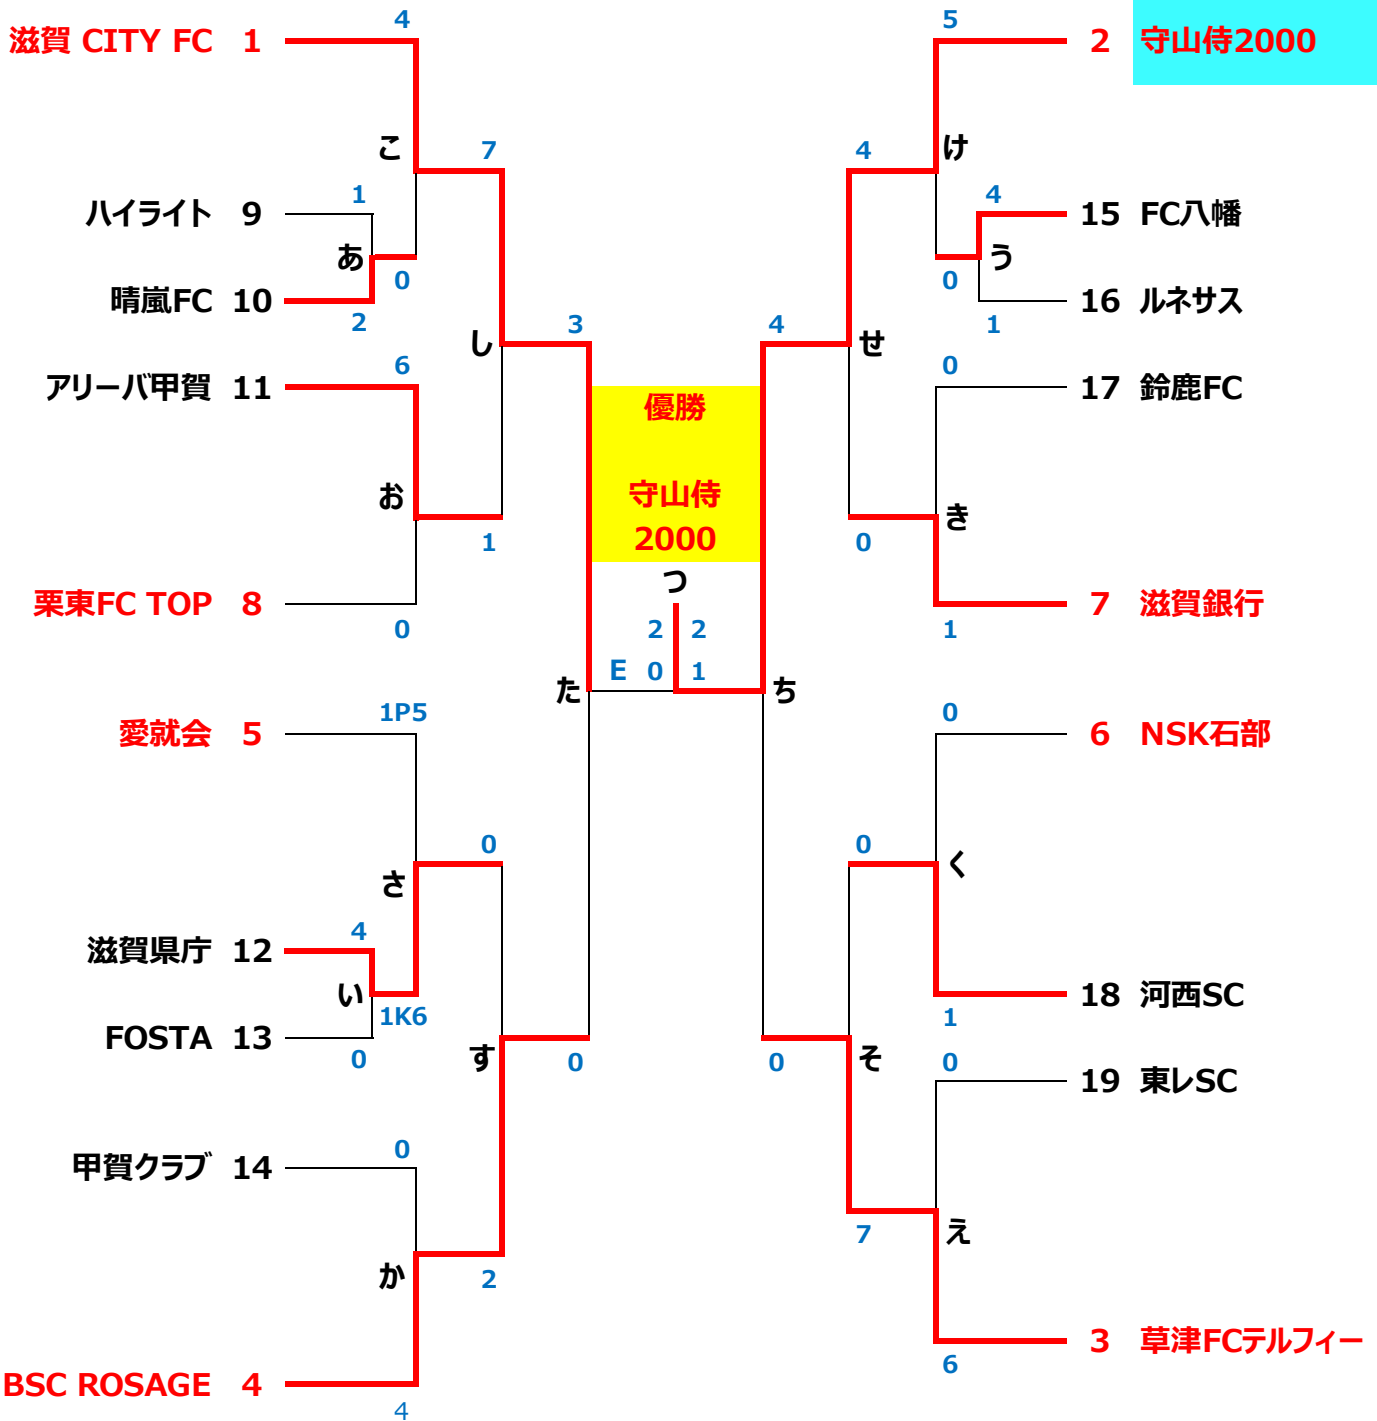 滋賀 CITY FC 1
4
5
2 守山侍2000
こ
7
4
け
ハイライト 9
1
4
15 FC八幡
あ
う
晴嵐FC 10
0
2
0
1
16 ルネサス
し
3
4
せ
アリーバ甲賀 11
6
0
17 鈴鹿FC
優勝
守山侍
2000
お
1
0
き
栗東FC TOP 8
0
1
7 滋賀銀行
つ
2 2
E 0 1
た
ち
愛就会 5
1P5
0
6 NSK石部
さ
0
0
く
滋賀県庁 12
4
い
1K6
FOSTA 13
0
1
18 河西SC
す
0
0
そ
0
19 東レSC
甲賀クラブ 14
0
か
2
7
え
BSC ROSAGE 4
4
6
3 草津FCテルフィー